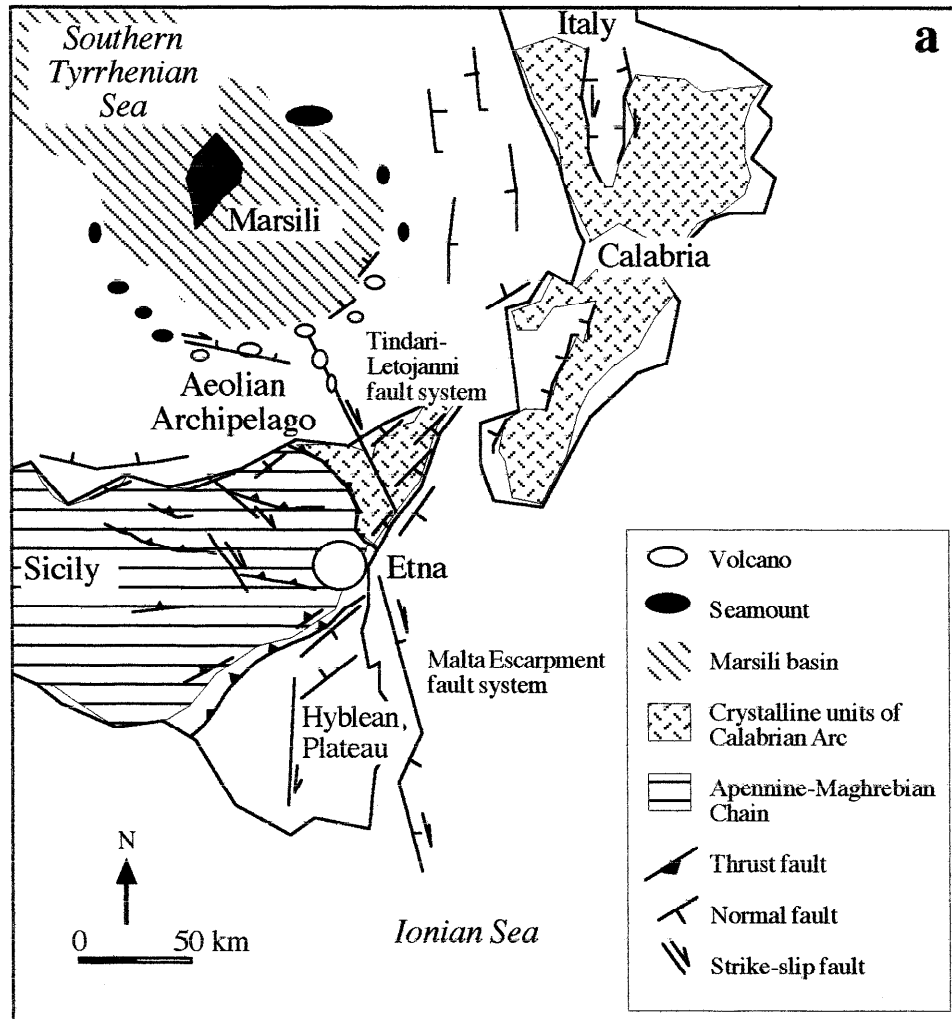 a
Southern
Tyrrhenian
Sea
Italy
Marsili
Calabria
Tindari-
Letojanni
fault system
Aeolian
Archipelago
Sicily
Etna
Malta Escarpment
fault system
Hyblean
Plateau
N
0 50 km
Ionian Sea
Volcano
Seamount
Marsili basin
Crystalline units of
Calabrian Arc
Apennine-Maghrebian
Chain
Thrust fault
Normal fault
Strike-slip fault